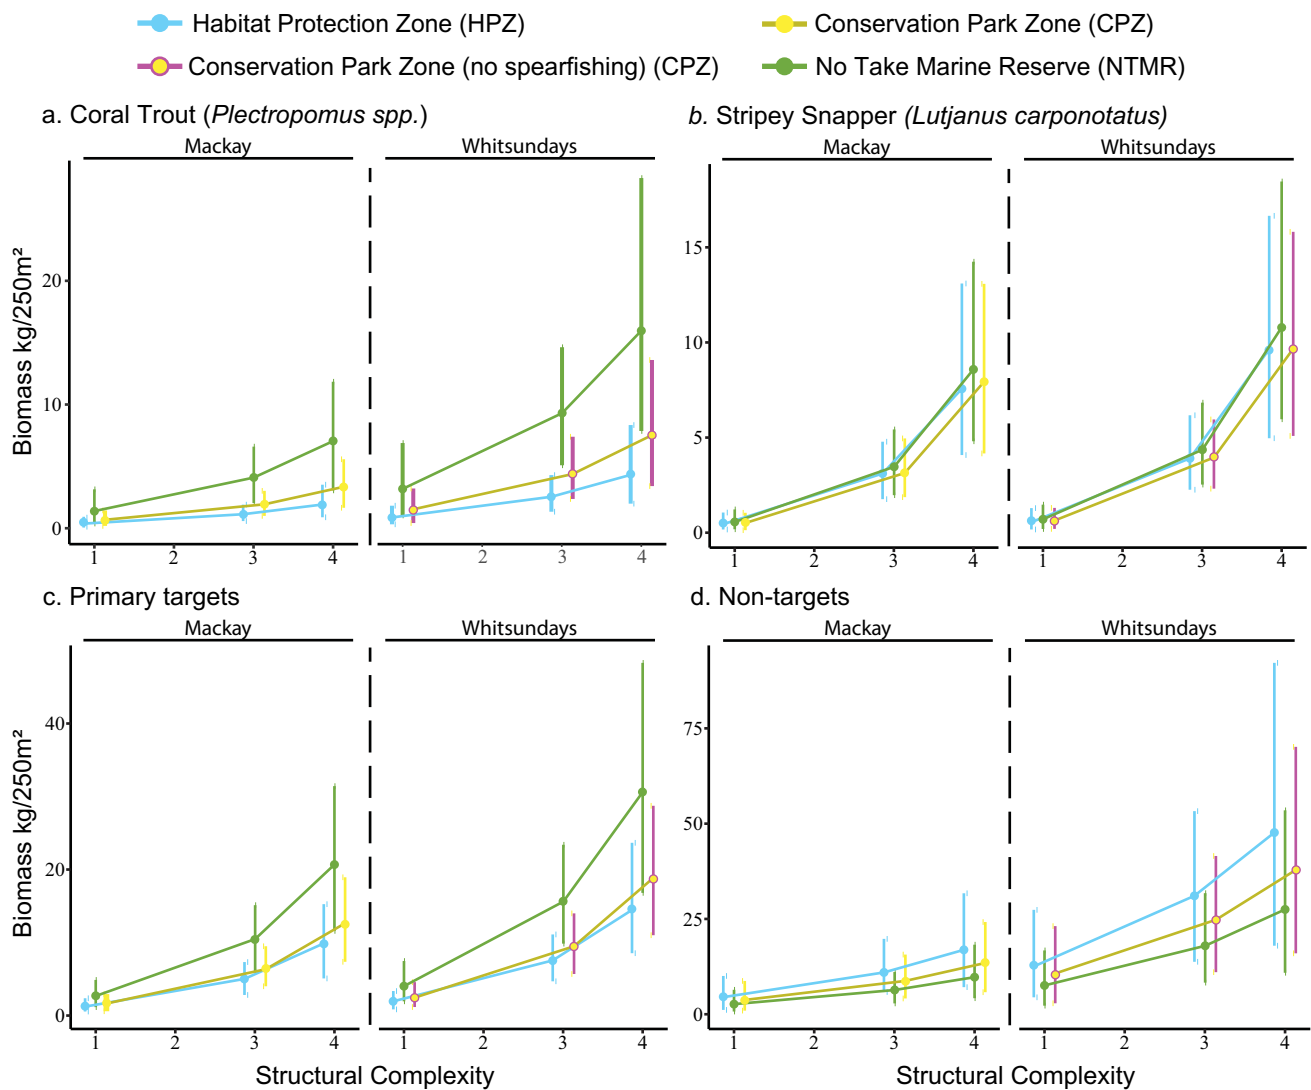 Habitat Protection Zone (HPZ)
Conservation Park Zone (CPZ)
Conservation Park Zone (no spearfishing) (CPZ)
No Take Marine Reserve (NTMR)
a. Coral Trout (Plectropomus spp.)
Mackay
Whitsundays
Biomass kg/250m²
20
10
0
1
2
3
4
1
2
3
4
b. Stripey Snapper (Lutjanus carponotatus)
Mackay
Whitsundays
15
10
5
0
1
2
3
4
1
2
3
4
c. Primary targets
Mackay
Whitsundays
Biomass kg/250m²
40
20
0
1
2
3
4
1
2
3
4
Structural Complexity
d. Non-targets
Mackay
Whitsundays
75
50
25
0
1
2
3
4
1
2
3
4
Structural Complexity